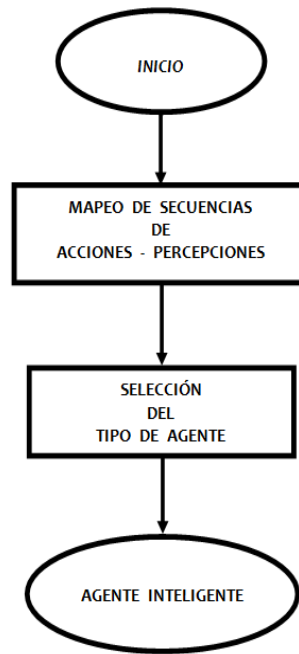 INICIO
MAPEO DE SECUENCIAS
DE
ACCIONES - PERCEPCIONES
SELECCIÓN
DEL
TIPO DE AGENTE
AGENTE INTELIGENTE